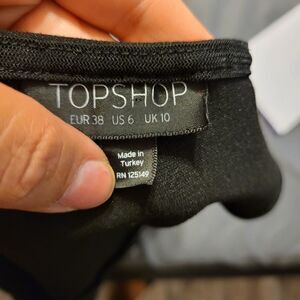 TOPSHOP
EUR 38 US 6 UK 10
Made in
Turkey
RN 125149